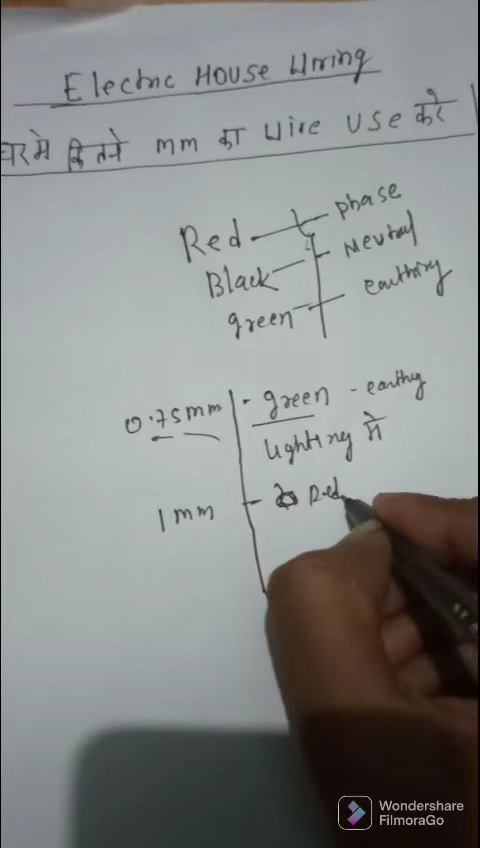 Electric House Wiring
घर मे कितने mm का Wire Use करे |
Red - phase
Black - Neutral
green - earthing
0.75mm - green - earthing
lighting में
1mm - Red
Wondershare
FilmoraGo